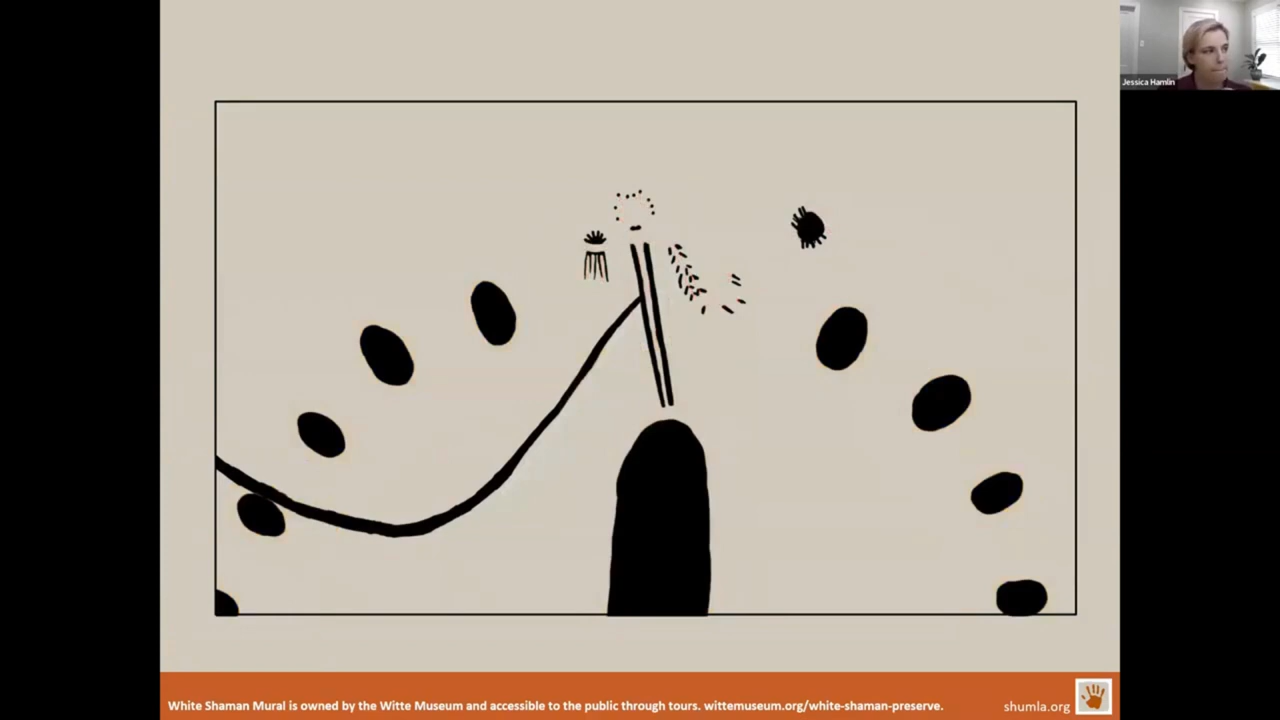 Jessica Hamlin
White Shaman Mural is owned by the Witte Museum and accessible to the public through tours. wittemuseum.org/white-shaman-preserve.
shumla.org